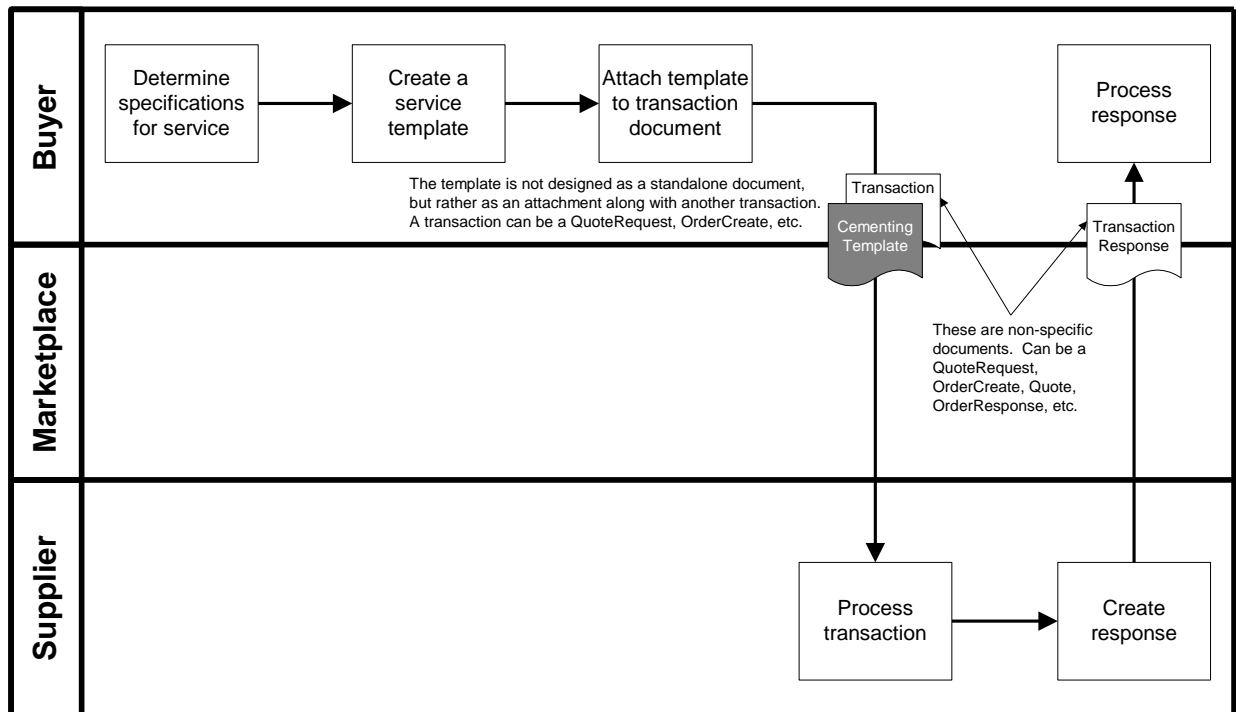 Buyer
Determine
specifications
for service
Create a
service
template
Attach template
to transaction
document
Process
response
The template is not designed as a standalone document,
but rather as an attachment along with another transaction.
A transaction can be a QuoteRequest, OrderCreate, etc.
Transaction
Cementing
Template
Transaction
Response
Marketplace
These are non-specific
documents.  Can be a
QuoteRequest,
OrderCreate, Quote,
OrderResponse, etc.
Supplier
Process
transaction
Create
response